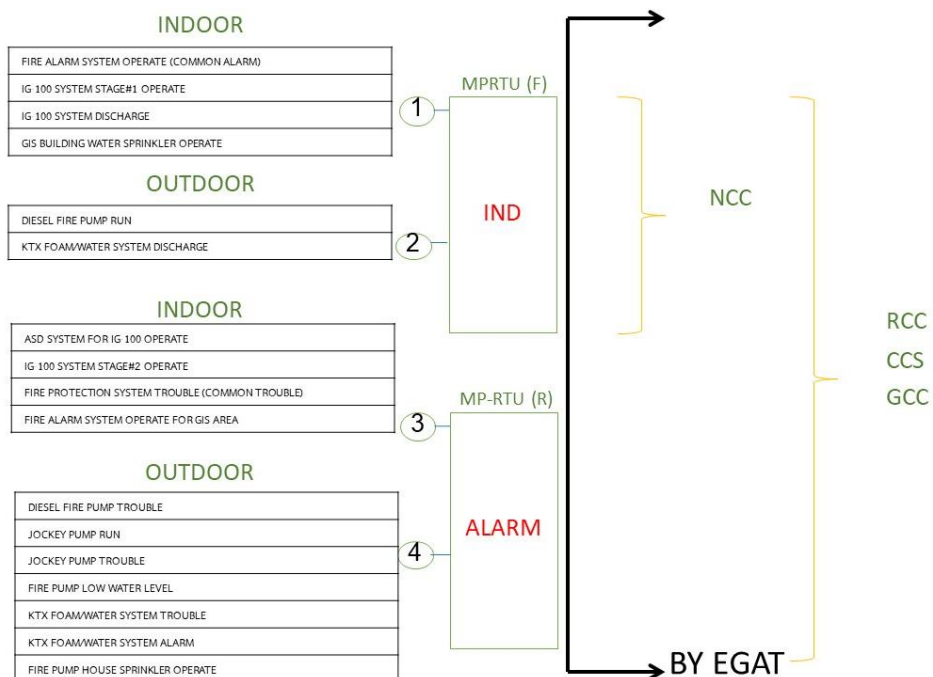 INDOOR
FIRE ALARM SYSTEM OPERATE (COMMON ALARM)
IG 100 SYSTEM STAGE#1 OPERATE
IG 100 SYSTEM DISCHARGE
GIS BUILDING WATER SPRINKLER OPERATE
1
MPRTU (F)
OUTDOOR
DIESEL FIRE PUMP RUN
KTX FOAM/WATER SYSTEM DISCHARGE
2
IND
NCC
INDOOR
ASD SYSTEM FOR IG 100 OPERATE
IG 100 SYSTEM STAGE#2 OPERATE
FIRE PROTECTION SYSTEM TROUBLE (COMMON TROUBLE)
FIRE ALARM SYSTEM OPERATE FOR GIS AREA
3
MP-RTU (R)
RCC
CCS
GCC
OUTDOOR
DIESEL FIRE PUMP TROUBLE
JOCKEY PUMP RUN
JOCKEY PUMP TROUBLE
FIRE PUMP LOW WATER LEVEL
KTX FOAM/WATER SYSTEM TROUBLE
KTX FOAM/WATER SYSTEM ALARM
FIRE PUMP HOUSE SPRINKLER OPERATE
4
ALARM
BY EGAT